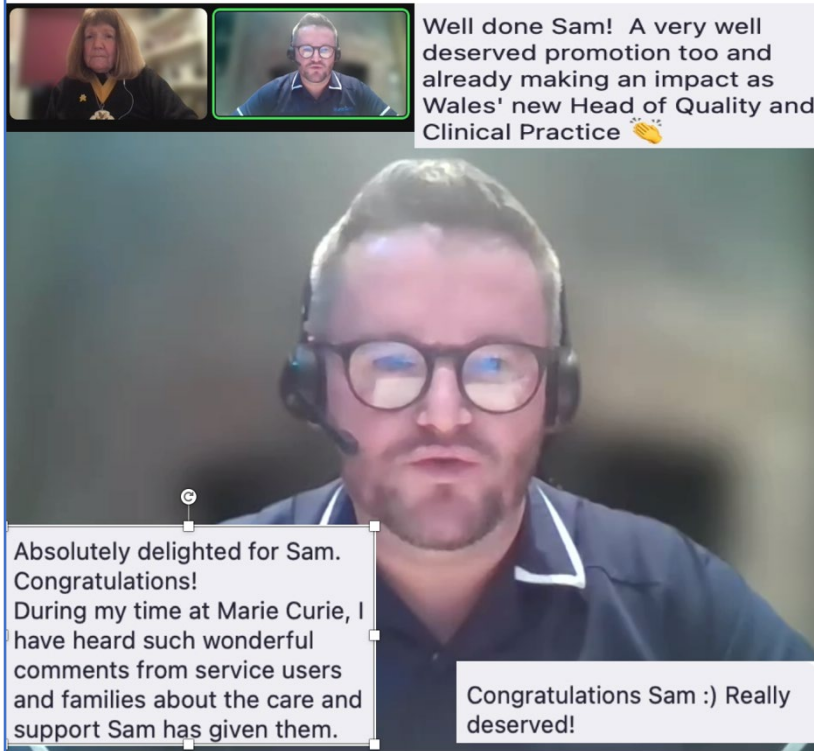 Well done Sam!  A very well
deserved promotion too and
already making an impact as
Wales' new Head of Quality and
Clinical Practice 👏
Absolutely delighted for Sam.
Congratulations!
During my time at Marie Curie, I
have heard such wonderful
comments from service users
and families about the care and
support Sam has given them.
Congratulations Sam :) Really
deserved!